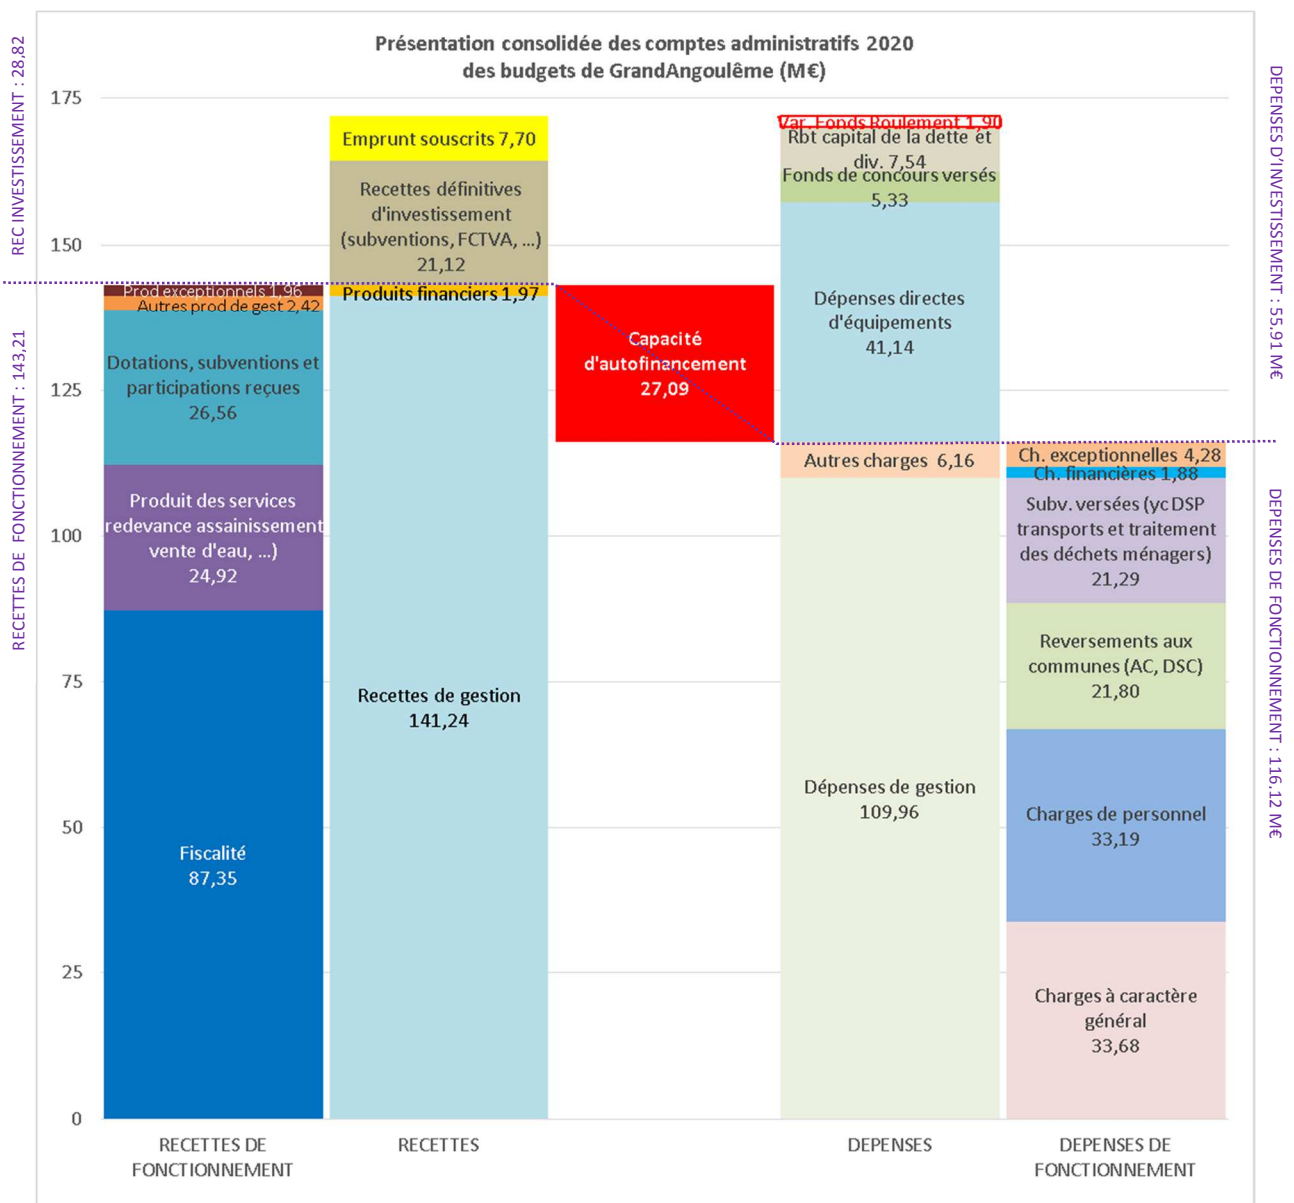 Présentation consolidée des comptes administratifs 2020
des budgets de GrandAngoulême (M€)
REC INVESTISSEMENT : 28,82
RECETTES DE  FONCTIONNEMENT : 143,21
175
150
125
100
75
50
25
0
Prod exceptionnels 1,96
Autres prod de gest 2,42
Dotations, subventions et
participations reçues
26,56
Produit des services
redevance assainissement
vente d'eau, ...)
24,92
Fiscalité
87,35
Emprunt souscrits 7,70
Recettes définitives
d'investissement
(subventions, FCTVA, ...)
21,12
Produits financiers 1,97
Recettes de gestion
141,24
Capacité
d'autofinancement
27,09
Var. Fonds Roulement 1,90
Rbt capital de la dette et
div. 7,54
Fonds de concours versés
5,33
Dépenses directes
d'équipements
41,14
Autres charges  6,16
Dépenses de gestion
109,96
Ch. exceptionnelles 4,28
Ch. financières 1,88
Subv. versées (yc DSP
transports et traitement
des déchets ménagers)
21,29
Reversements aux
communes (AC, DSC)
21,80
Charges de personnel
33,19
Charges à caractère
général
33,68
DEPENSES D'INVESTISSEMENT : 55.91 M€
DEPENSES DE FONCTIONNEMENT : 116.12 M€
RECETTES DE
FONCTIONNEMENT
RECETTES
DEPENSES
DEPENSES DE
FONCTIONNEMENT